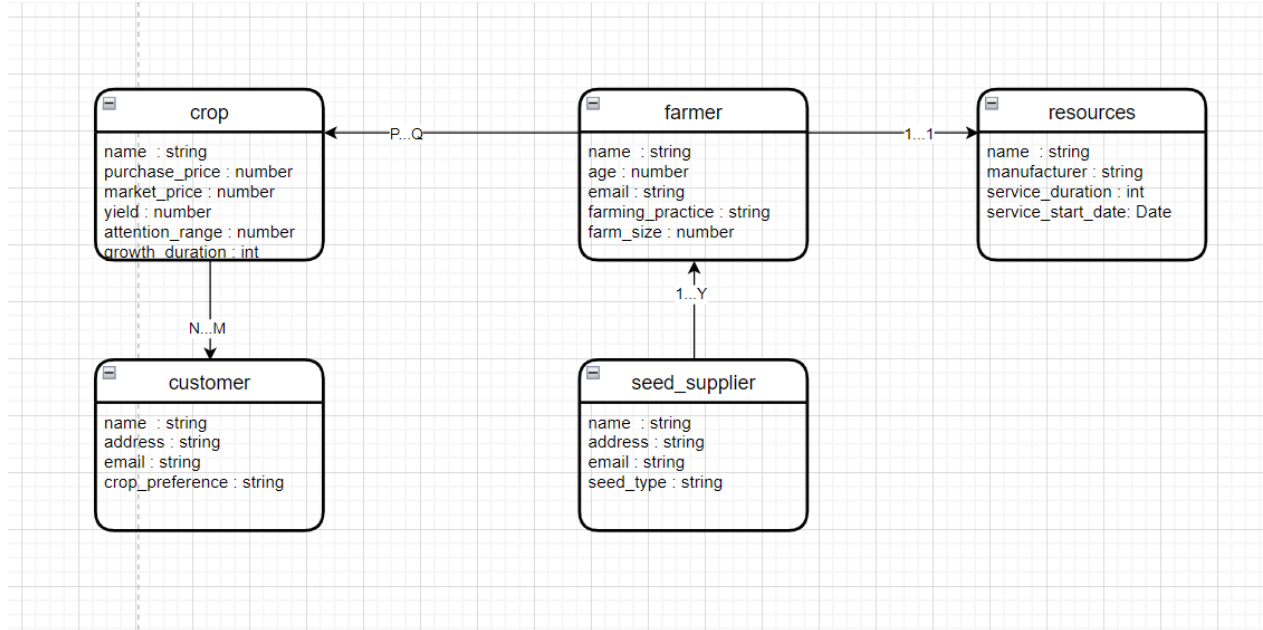 crop
name : string
purchase_price : number
market_price : number
yield : number
attention_range : number
growth_duration : int
P...Q
farmer
name : string
age : number
email : string
farming_practice : string
farm_size : number
1...1
resources
name : string
manufacturer : string
service_duration : int
service_start_date: Date
N...M
1...Y
customer
name : string
address : string
email : string
crop_preference : string
seed_supplier
name : string
address : string
email : string
seed_type : string